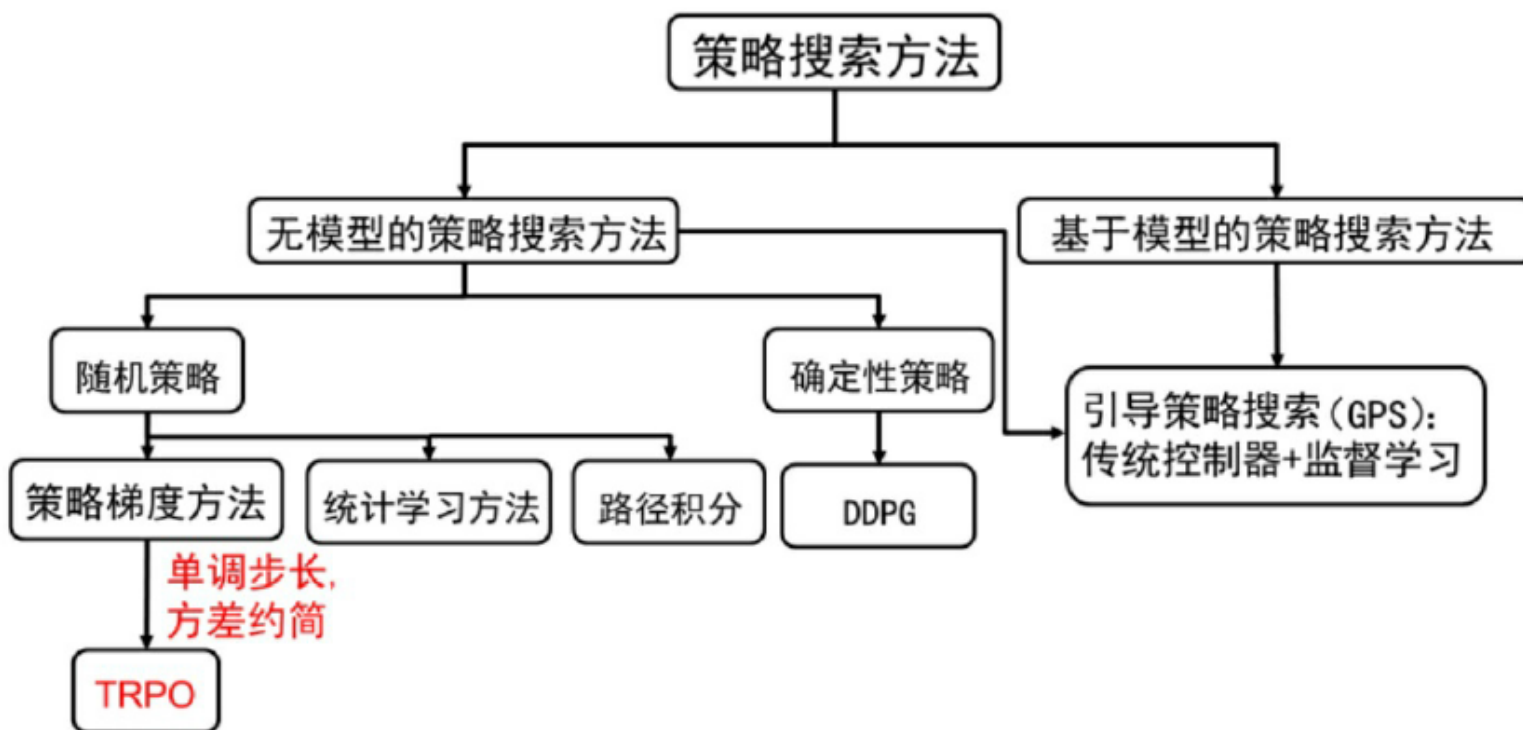 策略搜索方法
无模型的策略搜索方法
基于模型的策略搜索方法
随机策略
确定性策略
引导策略搜索(GPS):
传统控制器+监督学习
策略梯度方法
统计学习方法
路径积分
DDPG
单调步长,
方差约简
TRPO